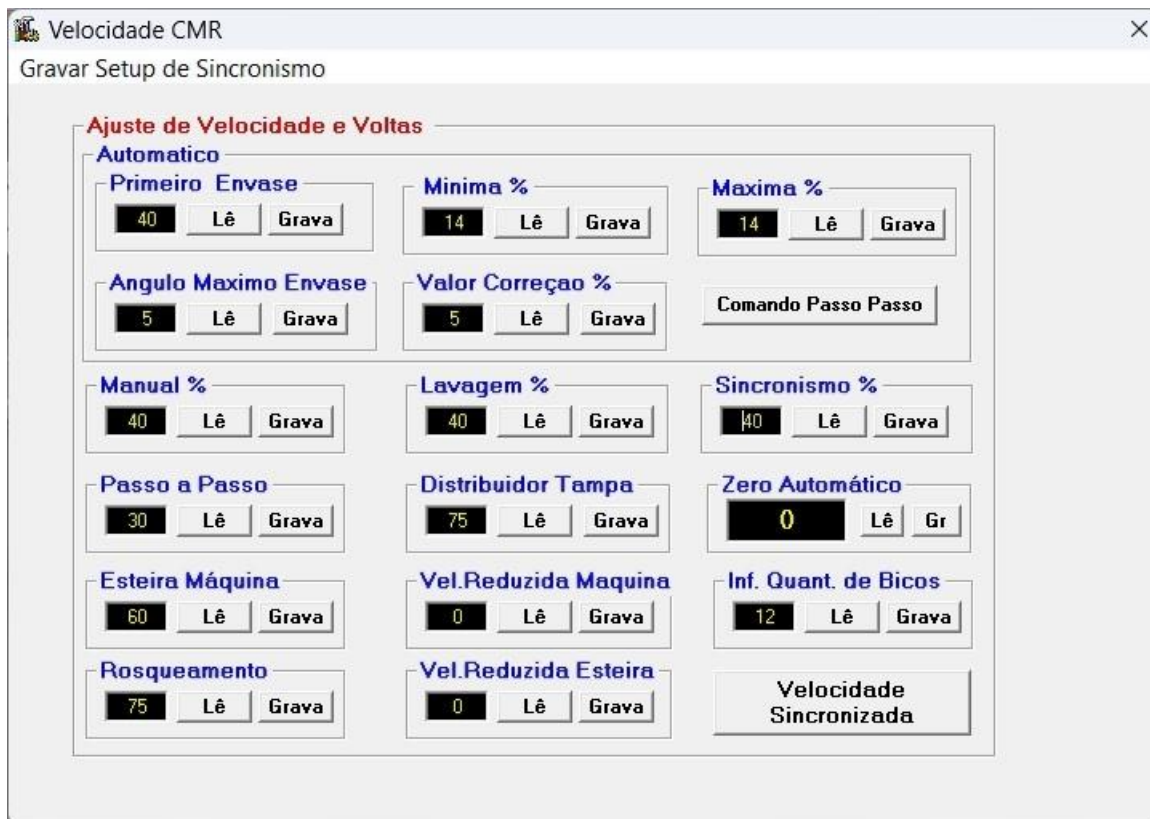 Velocidade CMR
Gravar Setup de Sincronismo
Ajuste de Velocidade e Voltas
Automatico
Primeiro Envase
40 Lê Grava
Minima %
14 Lê Grava
Maxima %
14 Lê Grava
Angulo Maximo Envase
5 Lê Grava
Valor Correçao %
5 Lê Grava
Comando Passo Passo
Manual %
40 Lê Grava
Lavagem %
40 Lê Grava
Sincronismo %
40 Lê Grava
Passo a Passo
30 Lê Grava
Distribuidor Tampa
75 Lê Grava
Zero Automático
0 Lê Gr
Esteira Máquina
60 Lê Grava
Vel.Reduzida Maquina
0 Lê Grava
Inf. Quant. de Bicos
12 Lê Grava
Rosqueamento
75 Lê Grava
Vel.Reduzida Esteira
0 Lê Grava
Velocidade
Sincronizada